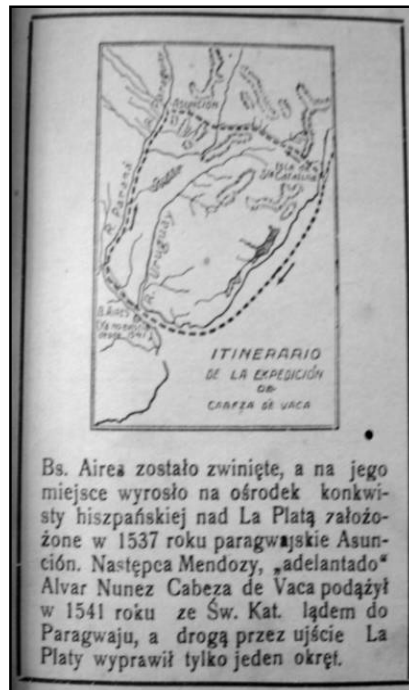 R. Paraguay
ASUNCIÓN
R. Paraná
Isla de
Sta Catalina
R. Uruguay
B. AIRES
ITINERARIO
DE LA EXPEDICIÓN
DE
CABEZA DE VACA
Bs. Aires zostało zwinięte, a na jego
miejsce wyrosło na ośrodek konkwi-
sty hiszpańskiej nad La Platą założo-
żone w 1537 roku paragwajskie Asun-
ción. Następca Mendozy, „adelantado"
Alvar Nunez Cabeza de Vaca podążył
w 1541 roku ze Św. Kat. lądem do
Paragwaju, a drogą przez ujście La
Platy wyprawił tylko jeden okręt.